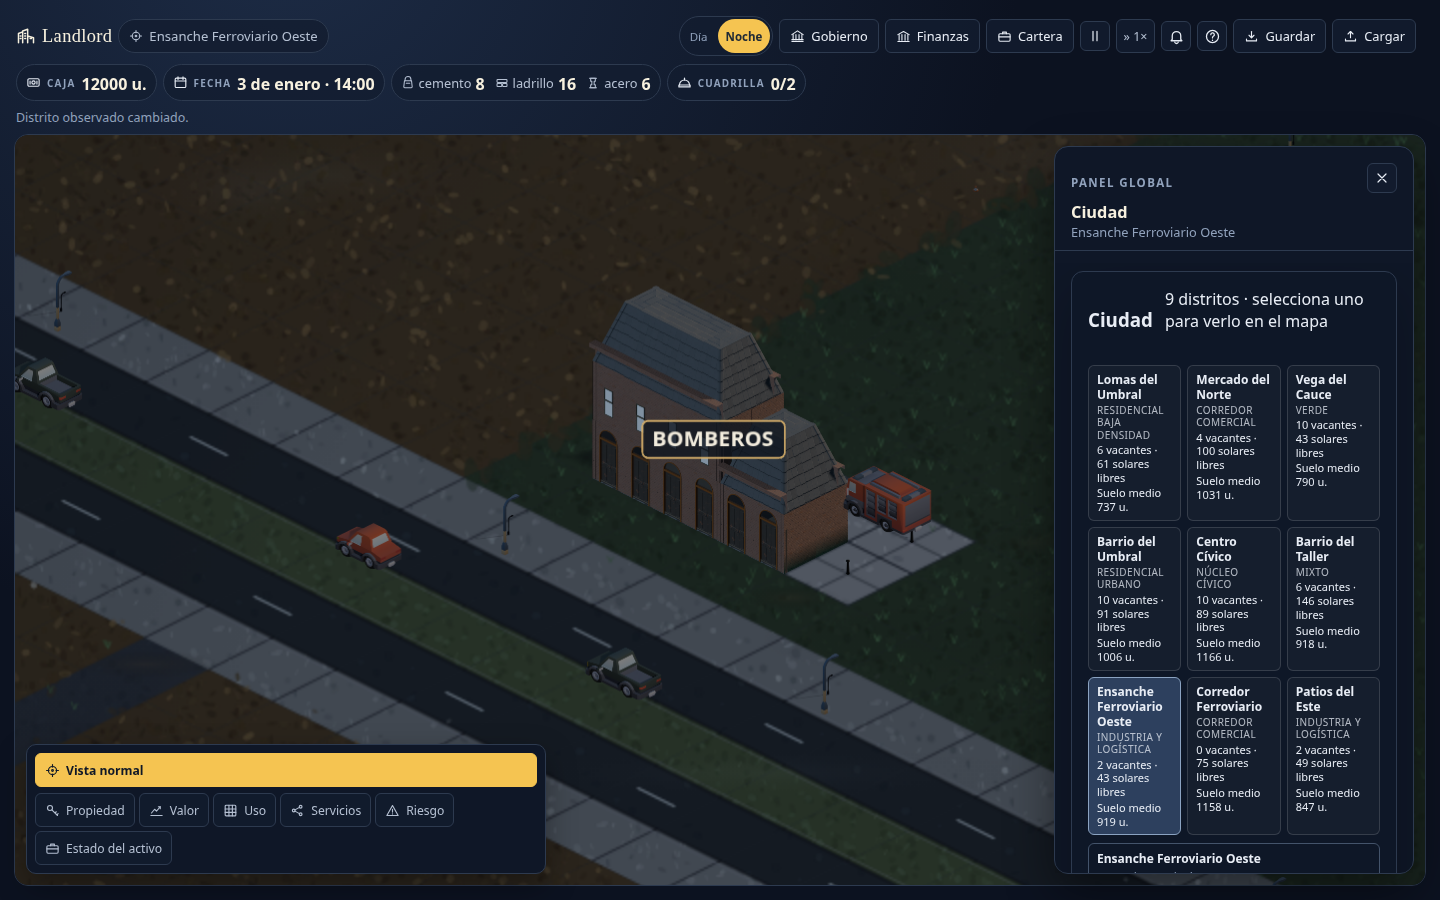 Landlord
Ensanche Ferroviario Oeste
Día
Noche
Gobierno
Finanzas
Cartera
» 1×
Guardar
Cargar
CAJA 12000 u.
FECHA 3 de enero · 14:00
cemento 8 ladrillo 16 acero 6
CUADRILLA 0/2
Distrito observado cambiado.
BOMBEROS
PANEL GLOBAL
Ciudad
Ensanche Ferroviario Oeste
Ciudad
9 distritos · selecciona uno
para verlo en el mapa
Lomas del
Umbral
RESIDENCIAL
BAJA
DENSIDAD
6 vacantes ·
61 solares
libres
Suelo medio
737 u.
Mercado del
Norte
CORREDOR
COMERCIAL
4 vacantes ·
100 solares
libres
Suelo medio
1031 u.
Vega del
Cauce
VERDE
10 vacantes ·
43 solares
libres
Suelo medio
790 u.
Barrio del
Umbral
RESIDENCIAL
URBANO
10 vacantes ·
91 solares
libres
Suelo medio
1006 u.
Centro
Cívico
NÚCLEO
CÍVICO
10 vacantes ·
89 solares
libres
Suelo medio
1166 u.
Barrio del
Taller
MIXTO
6 vacantes ·
146 solares
libres
Suelo medio
918 u.
Ensanche
Ferroviario
Oeste
INDUSTRIA Y
LOGÍSTICA
2 vacantes ·
43 solares
libres
Suelo medio
919 u.
Corredor
Ferroviario
CORREDOR
COMERCIAL
0 vacantes ·
75 solares
libres
Suelo medio
1158 u.
Patios del
Este
INDUSTRIA Y
LOGÍSTICA
2 vacantes ·
49 solares
libres
Suelo medio
847 u.
Ensanche Ferroviario Oeste
Vista normal
Propiedad
Valor
Uso
Servicios
Riesgo
Estado del activo